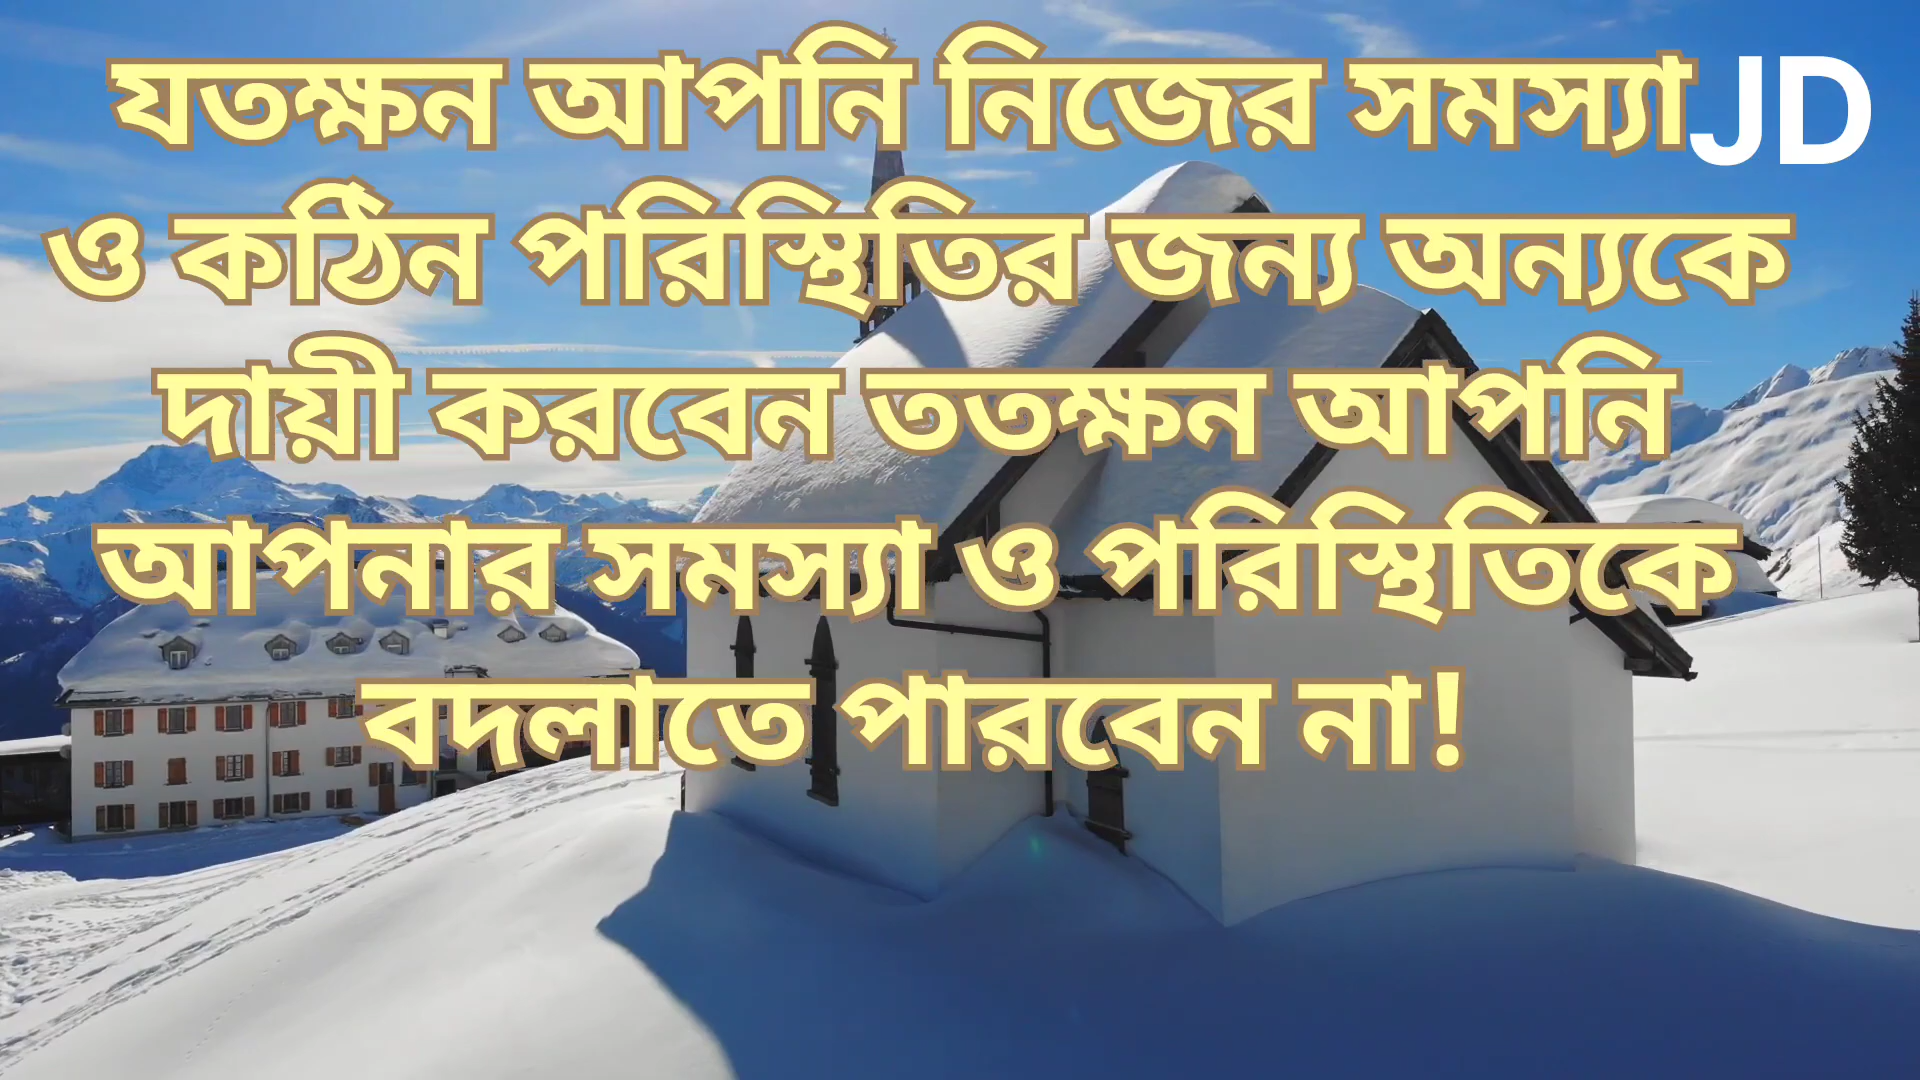 যতক্ষন আপনি নিজের সমস্যা
JD
ও কঠিন পরিস্থিতির জন্য অন্যকে
দায়ী করবেন ততক্ষন আপনি
আপনার সমস্যা ও পরিস্থিতিকে
বদলাতে পারবেন না!